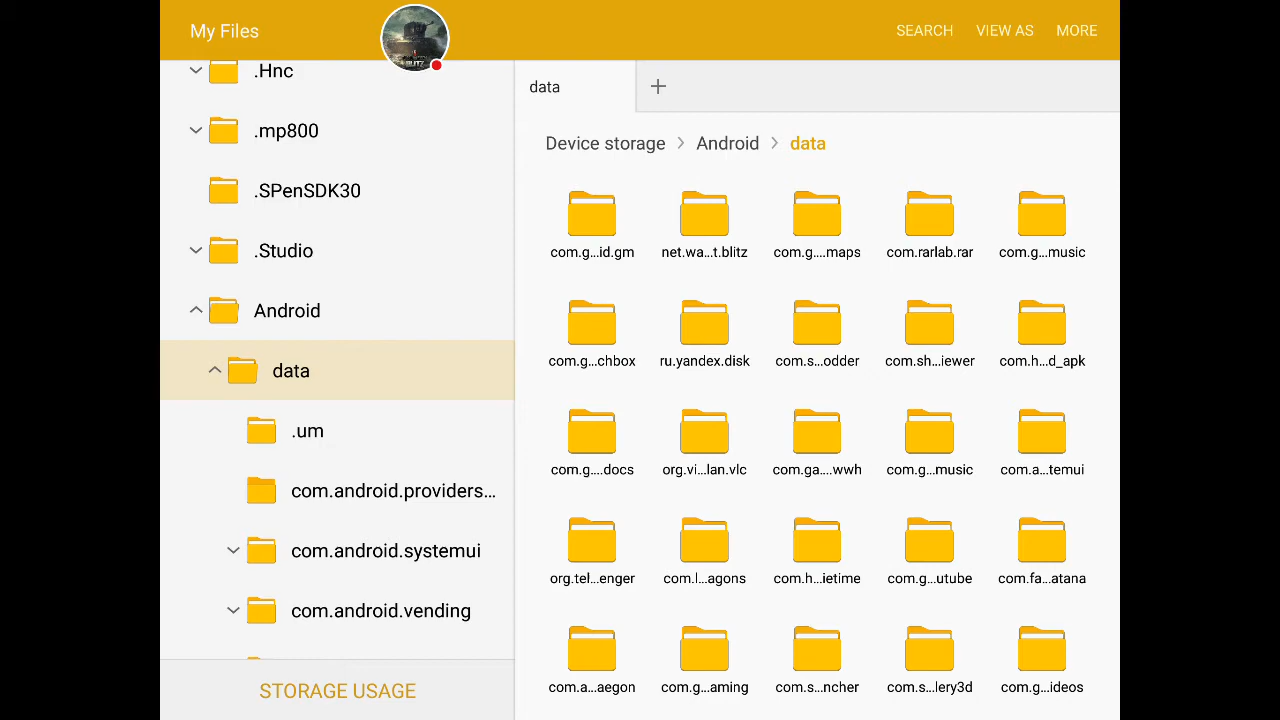 My Files
SEARCH
VIEW AS
MORE
BLITZ
.Hnc
.mp800
.SPenSDK30
.Studio
Android
data
.um
com.android.providers...
com.android.systemui
com.android.vending
STORAGE USAGE
data
Device storage > Android > data
com.g...id.gm
net.wa...t.blitz
com.g....maps
com.rarlab.rar
com.g...music
com.g...chbox
ru.yandex.disk
com.s...odder
com.sh...iewer
com.h...d_apk
com.g....docs
org.vi...lan.vlc
com.ga....wwh
com.g...music
com.a...temui
org.tel...enger
com.l...agons
com.h...ietime
com.g...utube
com.fa...atana
com.a...aegon
com.g...aming
com.s...ncher
com.s...lery3d
com.g...ideos